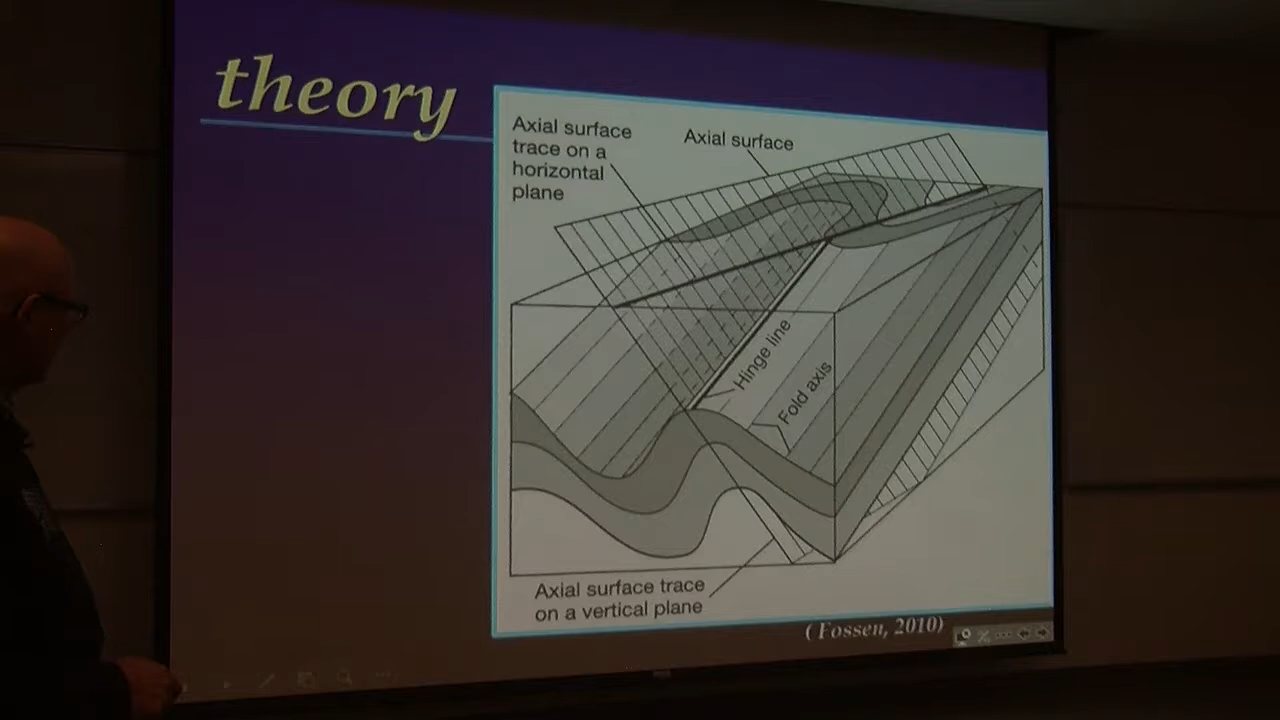 theory
Axial surface
trace on a
horizontal
plane
Axial surface
Hinge line
Fold axis
Axial surface trace
on a vertical plane
( Fossen, 2010)